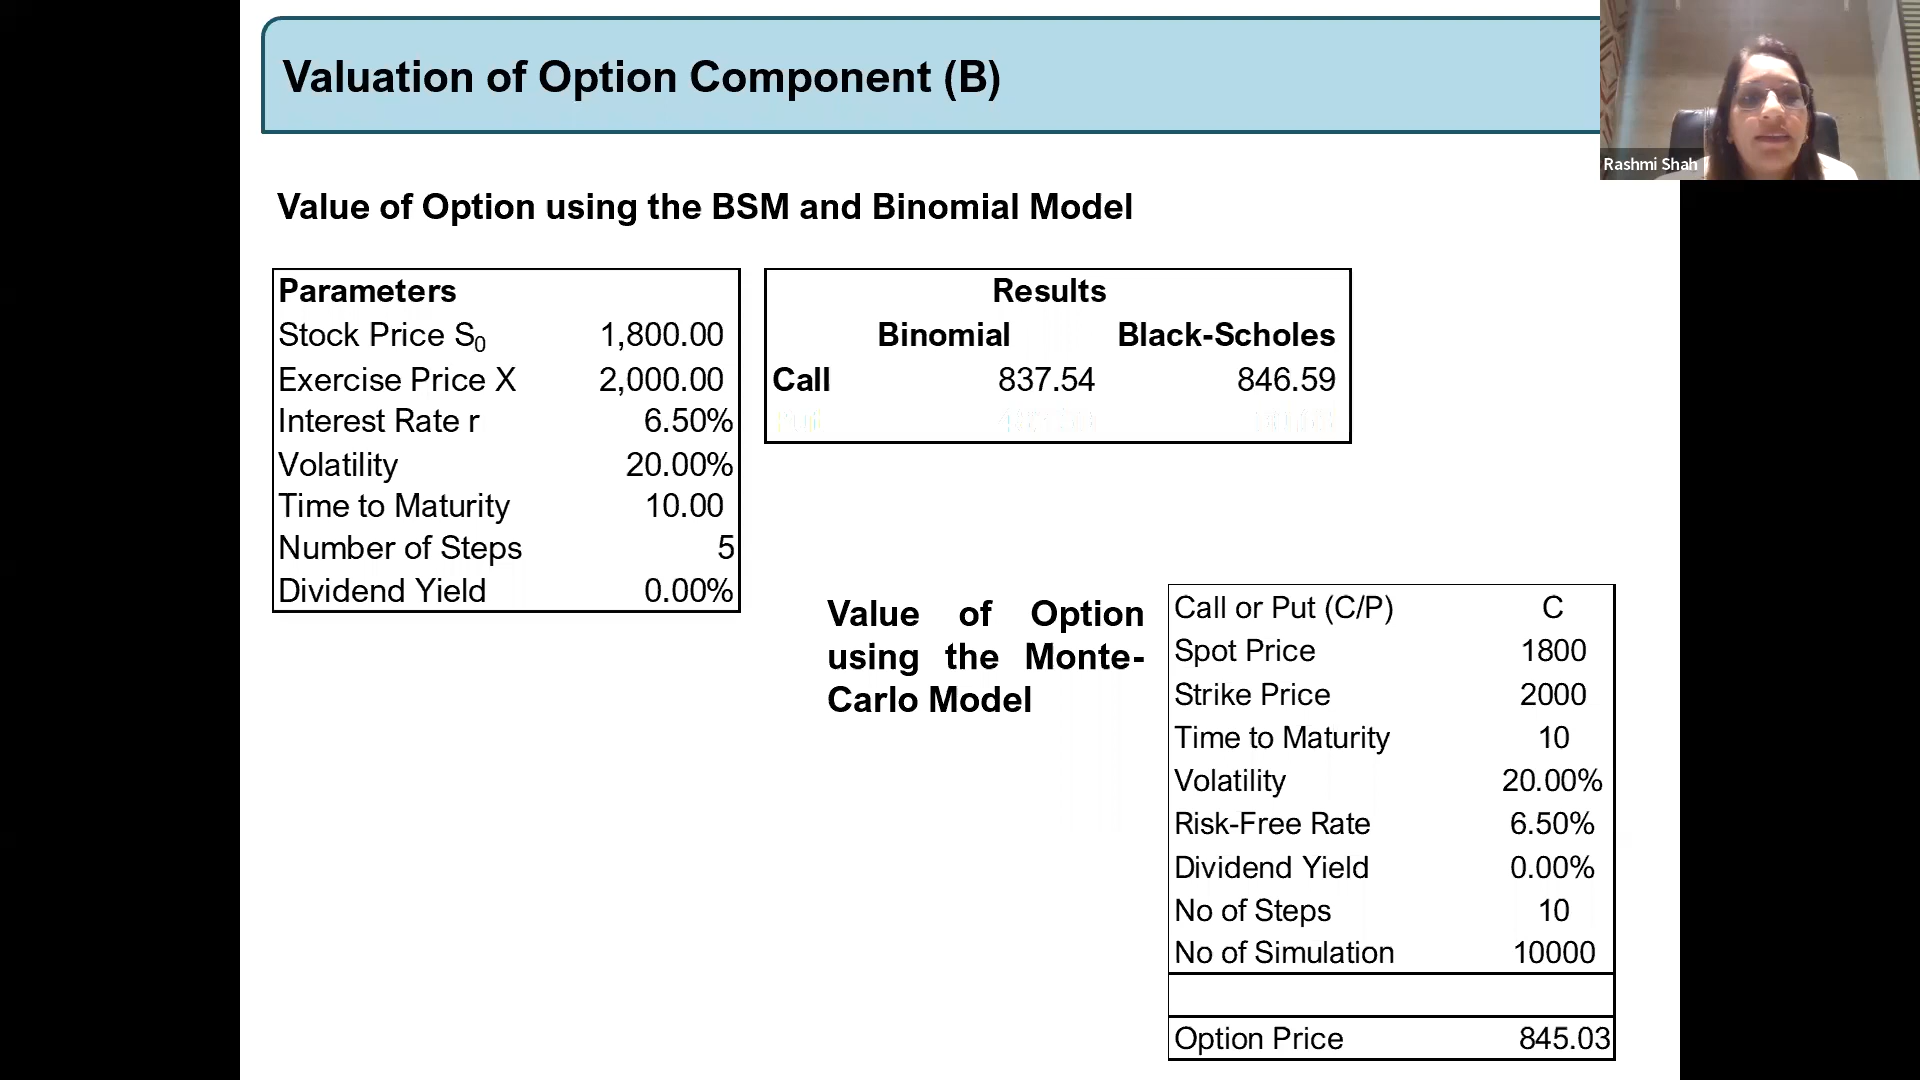 Valuation of Option Component (B)
Rashmi Shah
Value of Option using the BSM and Binomial Model
Parameters
Stock Price S0 1,800.00
Exercise Price X 2,000.00
Interest Rate r 6.50%
Volatility 20.00%
Time to Maturity 10.00
Number of Steps 5
Dividend Yield 0.00%
Results
Binomial Black-Scholes
Call 837.54 846.59
Put
Value of Option
using the Monte-
Carlo Model
Call or Put (C/P) C
Spot Price 1800
Strike Price 2000
Time to Maturity 10
Volatility 20.00%
Risk-Free Rate 6.50%
Dividend Yield 0.00%
No of Steps 10
No of Simulation 10000
Option Price 845.03